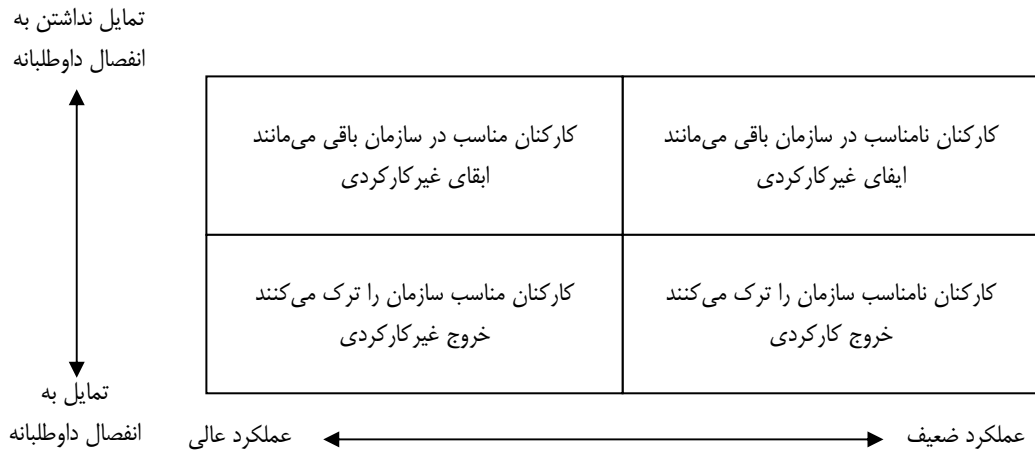 تمایل نداشتن به
انفصال داوطلبانه
کارکنان نامناسب در سازمان باقی می‌مانند
ایفای غیرکارکردی
کارکنان مناسب در سازمان باقی می‌مانند
ابقای غیرکارکردی
کارکنان نامناسب سازمان را ترک می‌کنند
خروج کارکردی
کارکنان مناسب سازمان را ترک می‌کنند
خروج غیرکارکردی
تمایل به
انفصال داوطلبانه
عملکرد ضعیف
عملکرد عالی